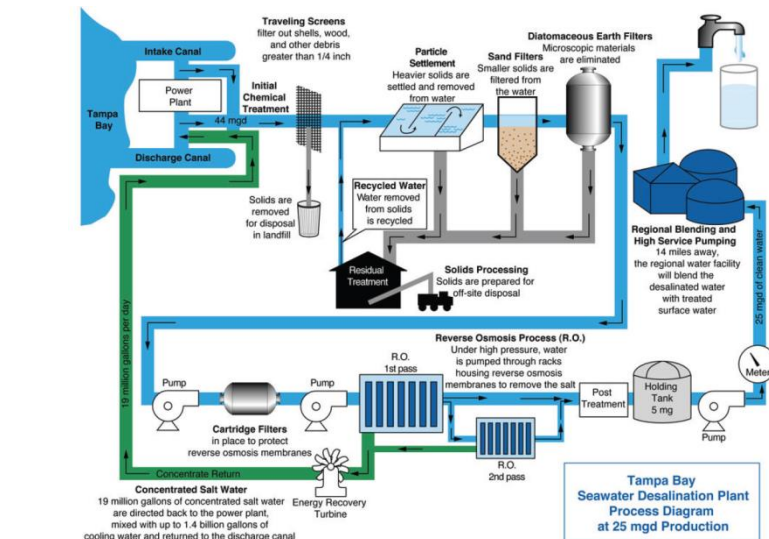 Traveling Screens
filter out shells, wood,
and other debris
greater than 1/4 inch
Intake Canal
Power
Plant
Tampa
Bay
Discharge Canal
44 mgd
Initial
Chemical
Treatment
Particle
Settlement
Heavier solids are
settled and removed
from water
Sand Filters
Smaller solids are
filtered from
the water
Diatomaceous Earth Filters
Microscopic materials
are eliminated
Solids are
removed
for disposal
in landfill
Recycled Water
Water removed
from solids
is recycled
Residual
Treatment
Solids Processing
Solids are prepared for
off-site disposal
Regional Blending and
High Service Pumping
14 miles away,
the regional water facility
will blend the
desalinated water
with treated
surface water
25 mgd of clean water
19 million gallons per day
Reverse Osmosis Process (R.O.)
Under high pressure, water
is pumped through racks
housing reverse osmosis
membranes to remove the salt
Pump
Cartridge Filters
in place to protect
reverse osmosis membranes
Pump
R.O.
1st pass
R.O.
2nd pass
Post
Treatment
Holding
Tank
5 mg
Pump
Meter
Concentrate Return
Energy Recovery
Turbine
Concentrated Salt Water
19 million gallons of concentrated salt water
are directed back to the power plant,
mixed with up to 1.4 billion gallons of
cooling water and returned to the discharge canal
Tampa Bay
Seawater Desalination Plant
Process Diagram
at 25 mgd Production